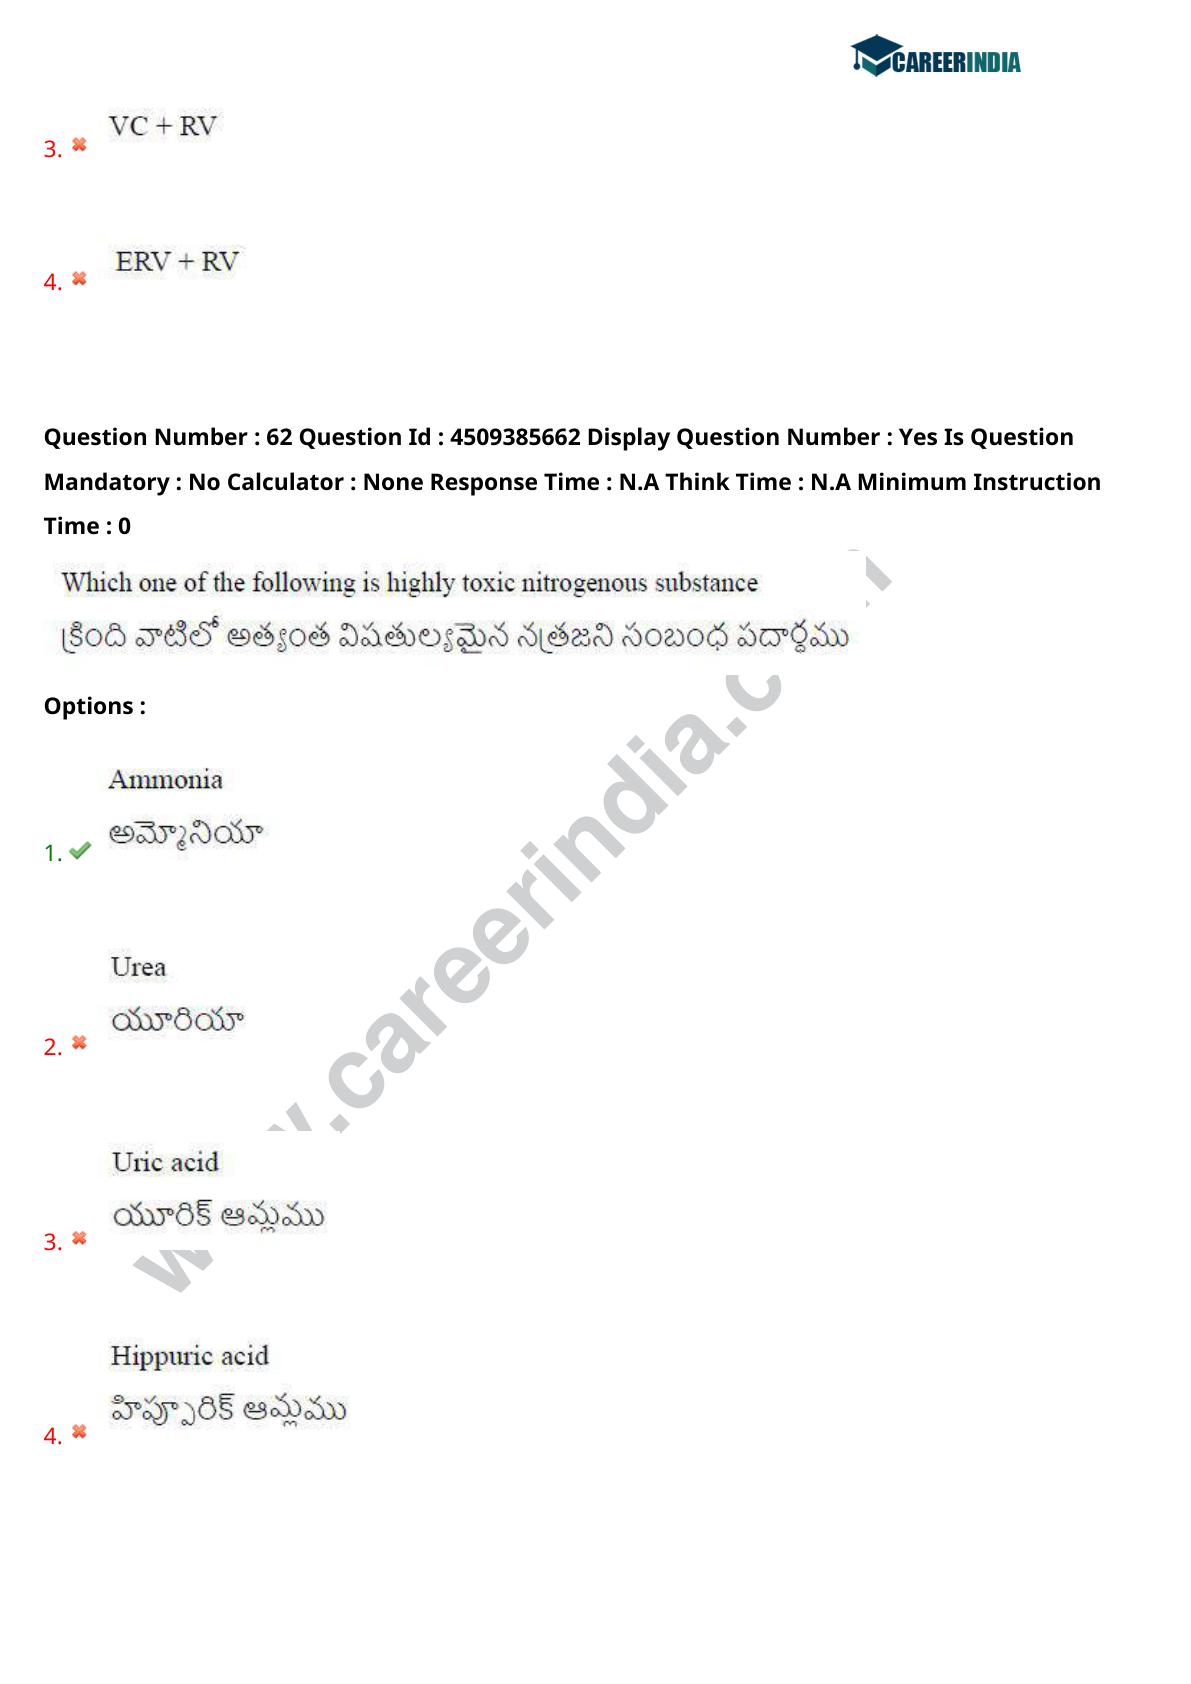 CAREERINDIA
VC + RV
3.
ERV + RV
4.
Question Number : 62 Question Id : 4509385662 Display Question Number : Yes Is Question
Mandatory : No Calculator : None Response Time : N.A Think Time : N.A Minimum Instruction
Time : 0
Which one of the following is highly toxic nitrogenous substance
క్రింది వాటిలో అత్యంత విషతుల్యమైన నత్రజని సంబంధ పదార్థము
Options :
Ammonia
అమ్మోనియా
1.
Urea
యూరియా
2.
Uric acid
యూరిక్ ఆమ్లము
3.
Hippuric acid
హిప్పూరిక్ ఆమ్లము
4.
.careerindia.c